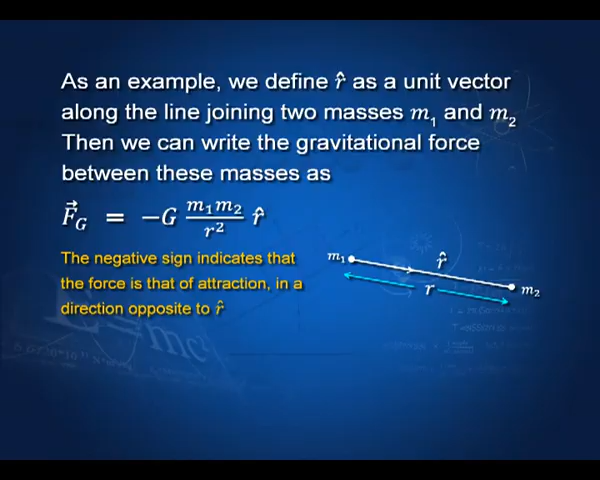 As an example, we define r̂ as a unit vector
along the line joining two masses m₁ and m₂
Then we can write the gravitational force
between these masses as
F⃗_G = −G m₁m₂/r² r̂
The negative sign indicates that
the force is that of attraction, in a
direction opposite to r̂
m₁
r̂
r
m₂